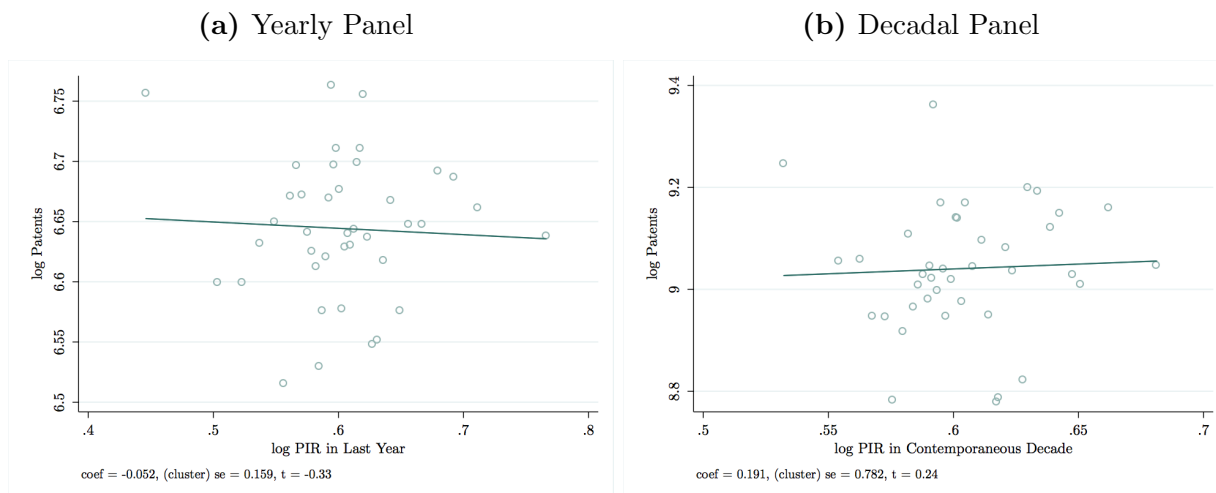 (a) Yearly Panel
6.75
6.7
6.65
6.6
6.55
6.5
log Patents
.4 .5 .6 .7 .8
log PIR in Last Year
coef = -0.052, (cluster) se = 0.159, t = -0.33
(b) Decadal Panel
9.4
9.2
9
8.8
log Patents
.5 .55 .6 .65 .7
log PIR in Contemporaneous Decade
coef = 0.191, (cluster) se = 0.782, t = 0.24